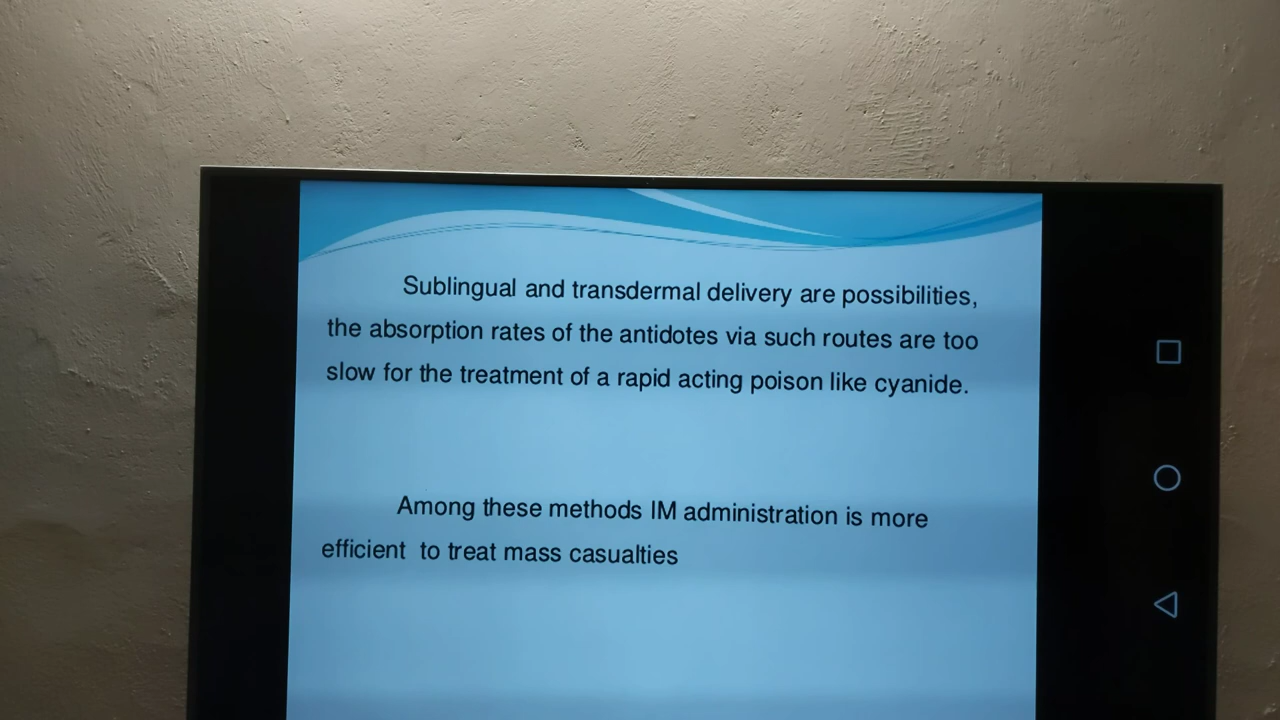 Sublingual and transdermal delivery are possibilities,
the absorption rates of the antidotes via such routes are too
slow for the treatment of a rapid acting poison like cyanide.
Among these methods IM administration is more
efficient to treat mass casualties